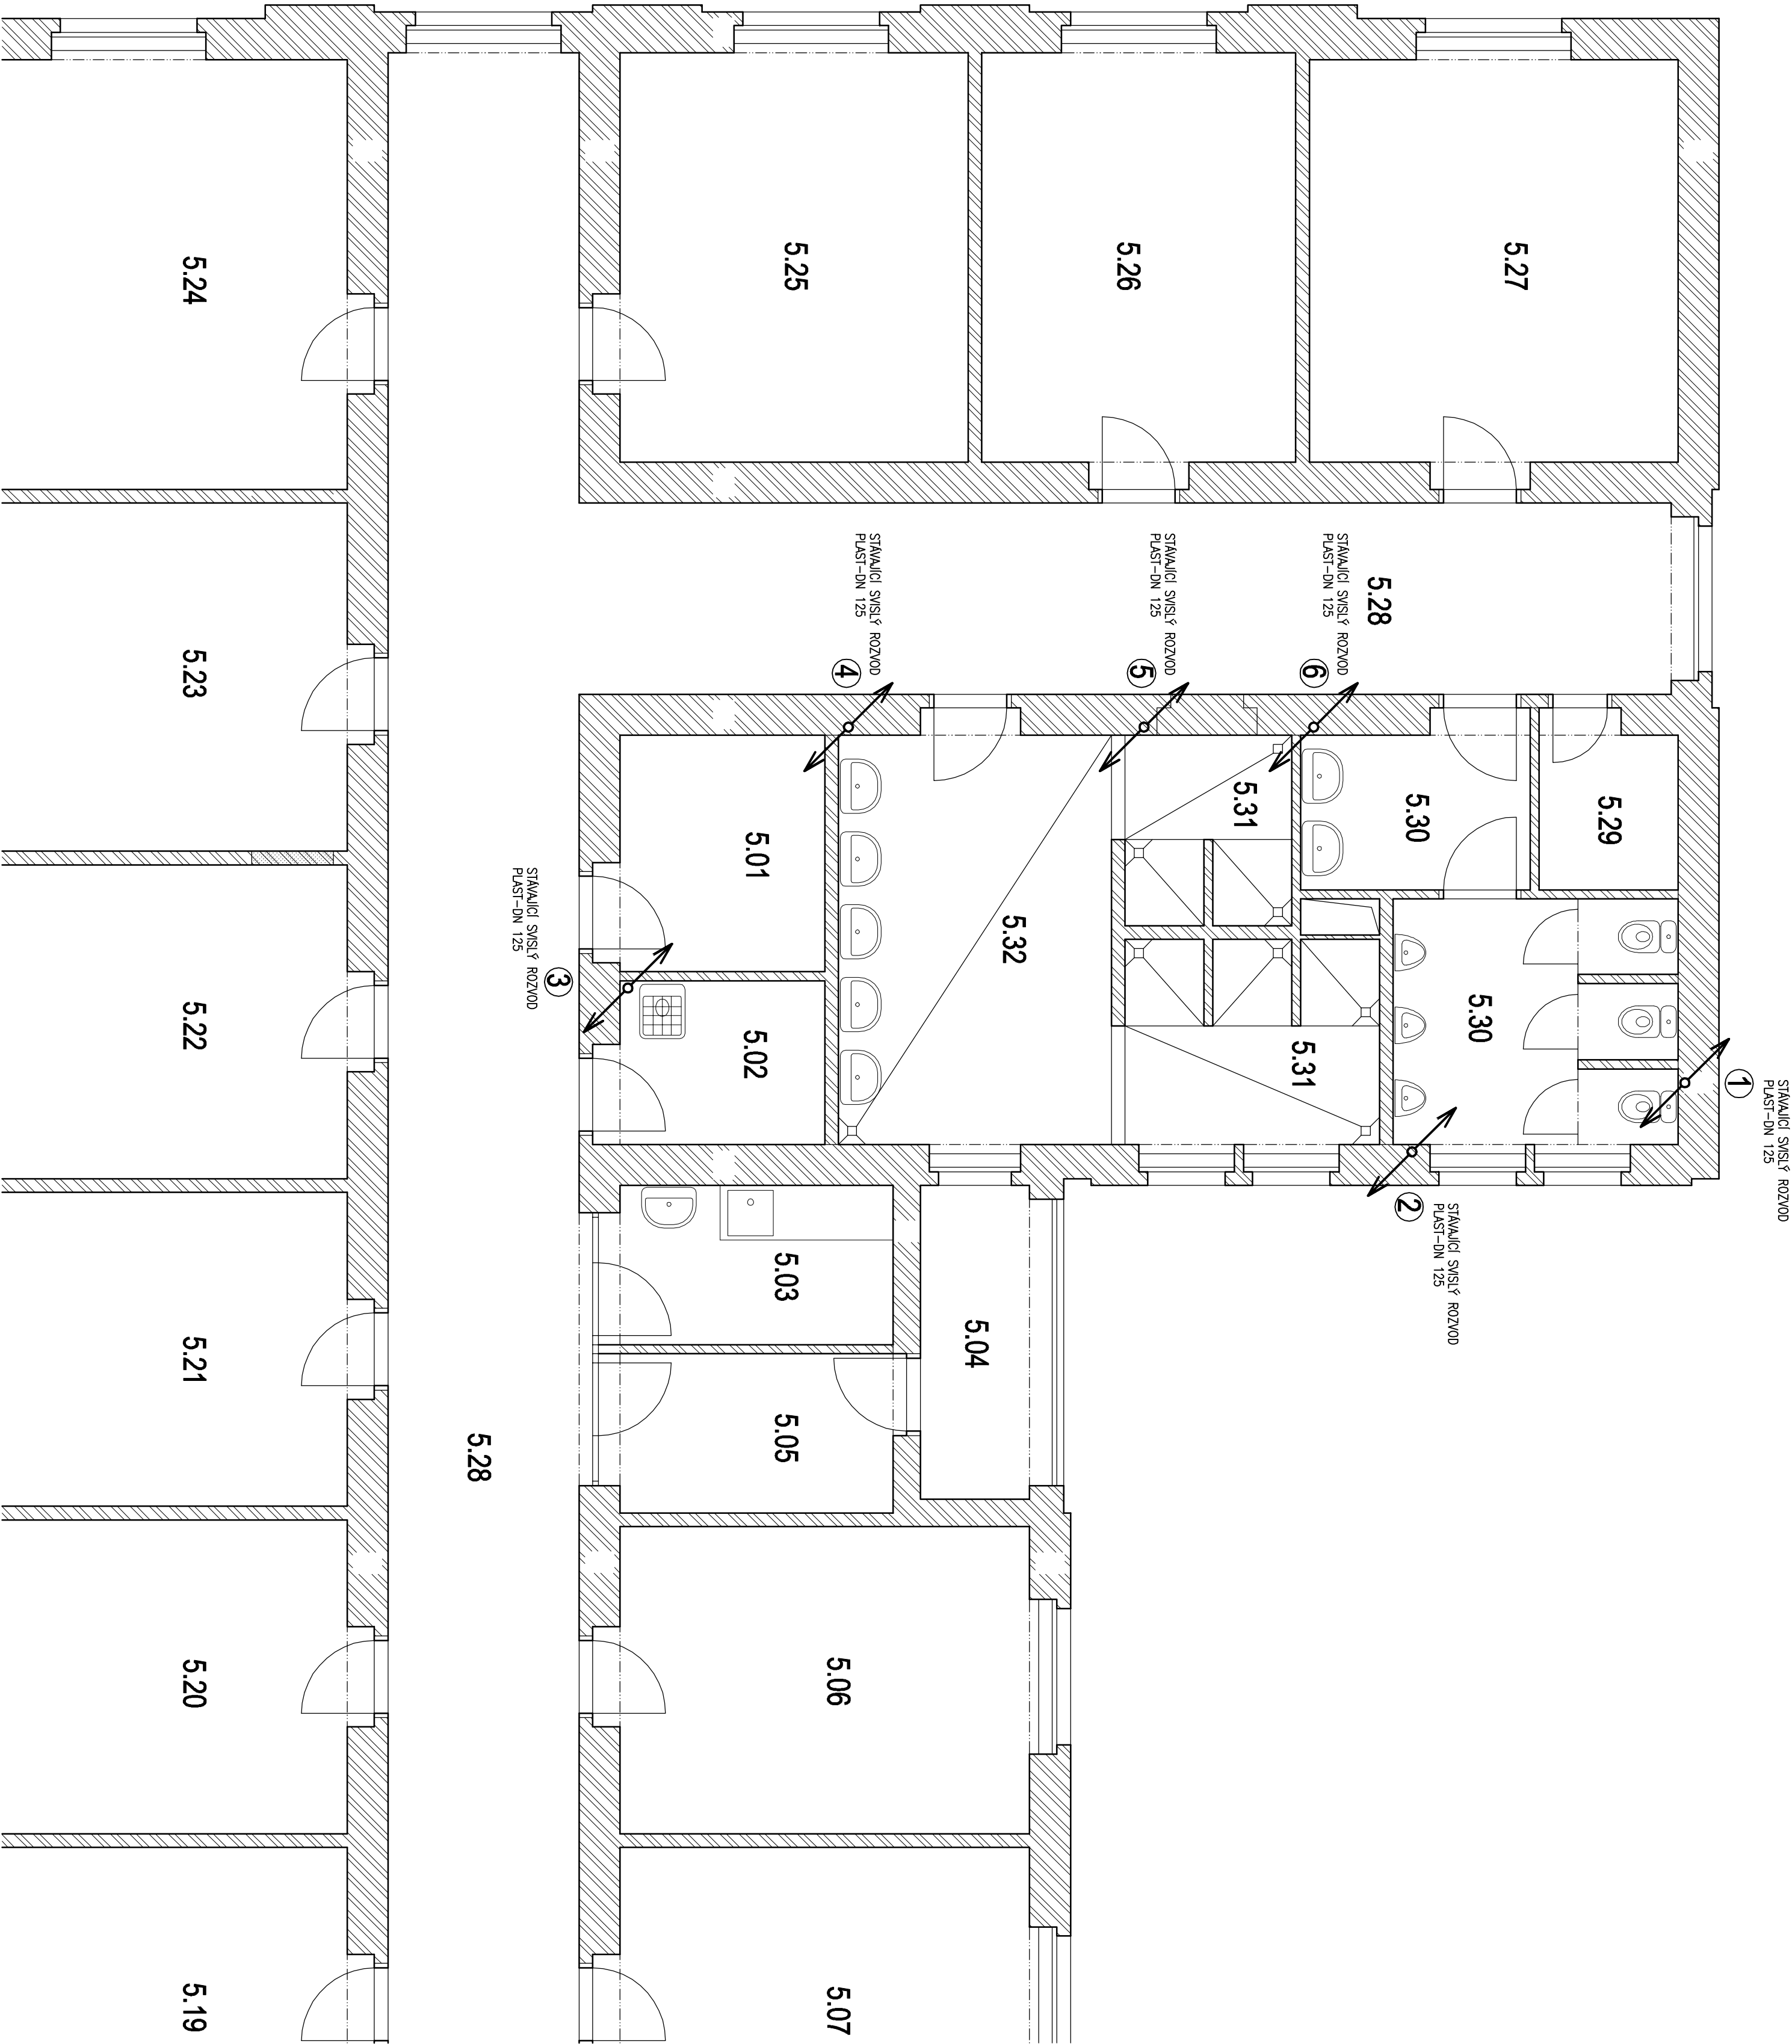 STÁVAJÍCÍ SVISLÝ ROZVOD
PLAST-DN 125
1
5.29
5.27
5.30
STÁVAJÍCÍ SVISLÝ ROZVOD
PLAST-DN 125
2
5.30
5.28
STÁVAJÍCÍ SVISLÝ ROZVOD
PLAST-DN 125
6
5.31
5.31
STÁVAJÍCÍ SVISLÝ ROZVOD
PLAST-DN 125
5
5.26
5.32
5.04
STÁVAJÍCÍ SVISLÝ ROZVOD
PLAST-DN 125
4
5.06
5.07
5.25
5.03
5.05
5.01
5.02
STÁVAJÍCÍ SVISLÝ ROZVOD
PLAST-DN 125
3
5.28
5.24
5.23
5.22
5.21
5.20
5.19